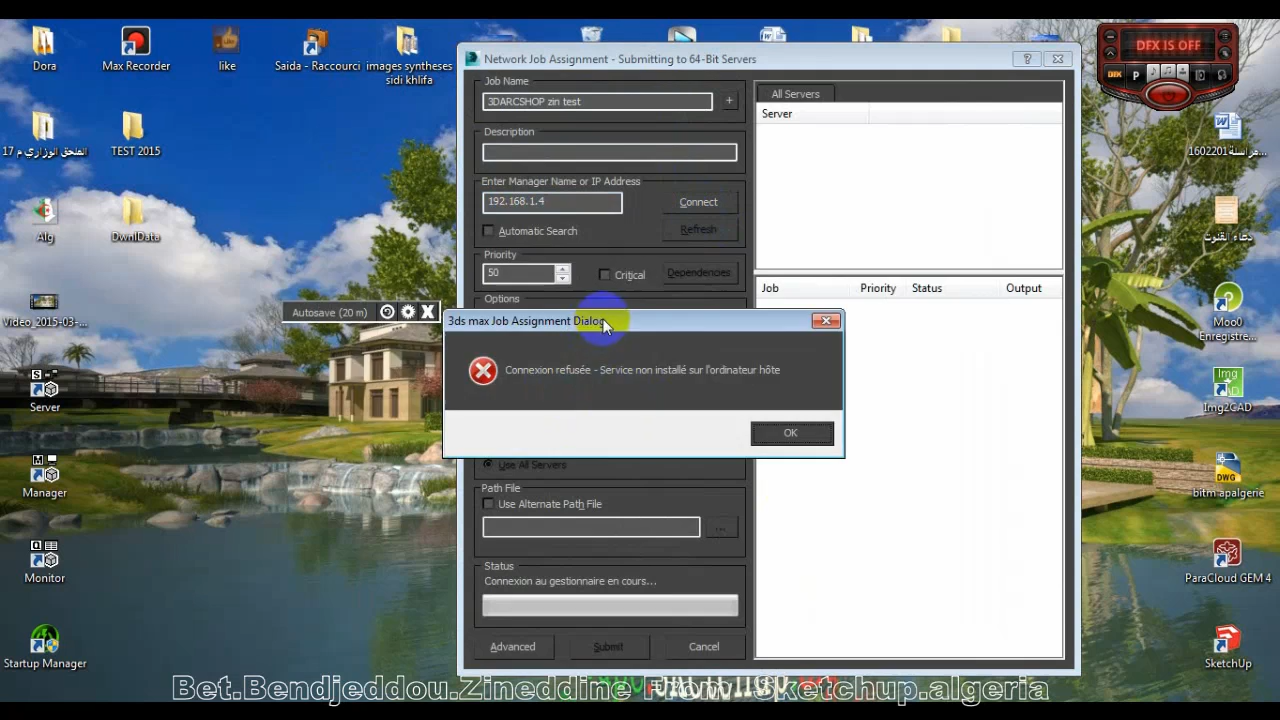 Dora
Max Recorder
like
Saida - Raccourci
images syntheses
sidi khlifa
DFX IS OFF
Network Job Assignment - Submitting to 64-Bit Servers
?
Job Name
3DARCSHOP zin test
+
All Servers
Server
Description
Enter Manager Name or IP Address
192.168.1.4
Connect
Automatic Search
Refresh
Priority
50
Critical
Dependencies
Options
Job
Priority
Status
Output
الملحق الوزاري م 17
TEST 2015
Alg
DwnlData
Video_2015-03-...
Autosave (20 m)
3ds max Job Assignment Dialog
Connexion refusée - Service non installé sur l'ordinateur hôte
OK
Use All Servers
Path File
Use Alternate Path File
...
Status
Connexion au gestionnaire en cours...
Advanced
Submit
Cancel
Server
Manager
Monitor
Startup Manager
دعاء القنوت
Moo0
Enregistre...
Img
Img2CAD
DWG
bitm apalgerie
ParaCloud GEM 4
SketchUp
Bet.Bendjeddou.Zineddine From Sketchup.algeria